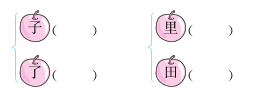 子(    ) 里(    )
了(    ) 田(    )